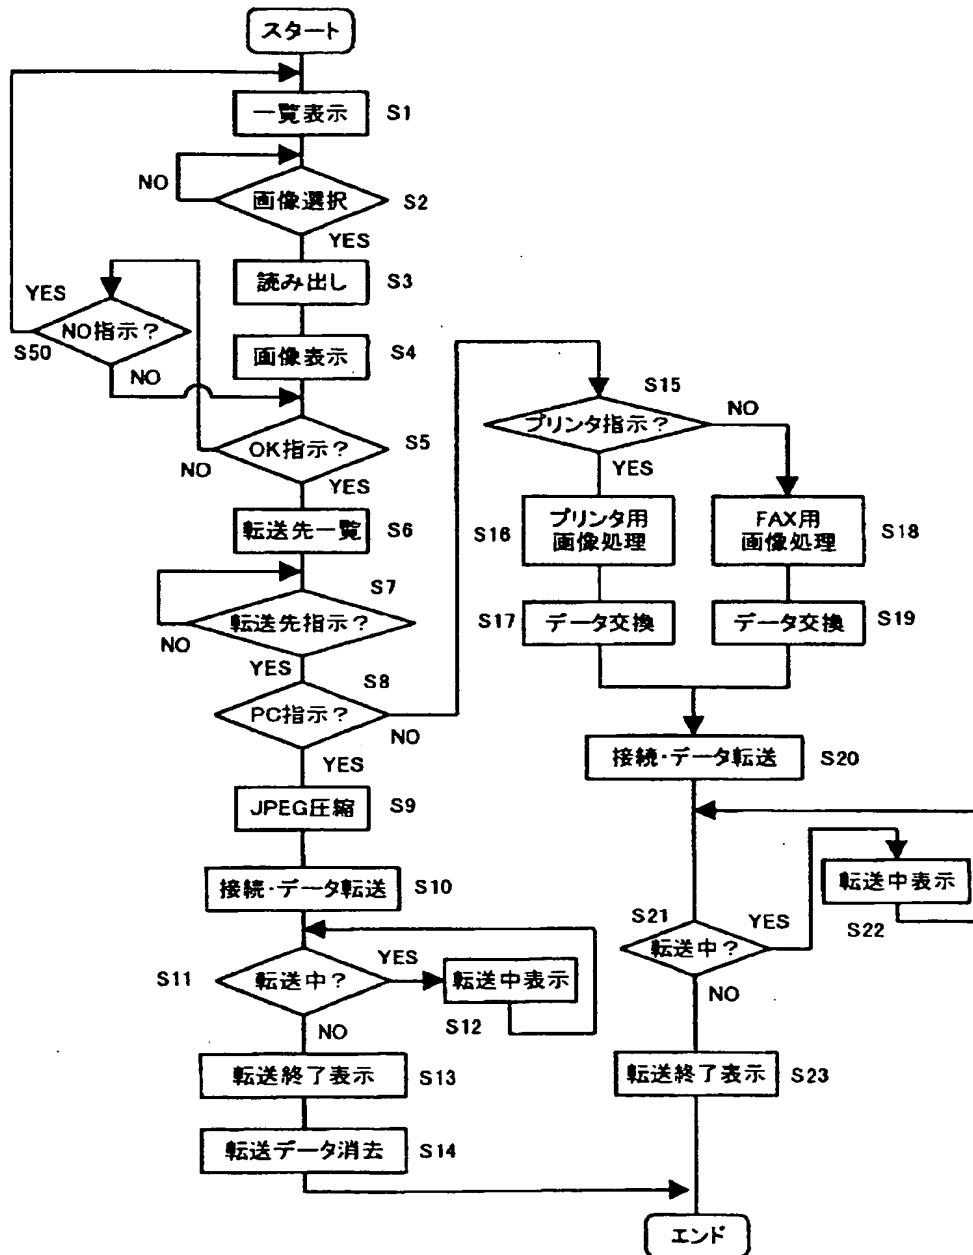 スタート
一覧表示
S1
NO
画像選択
S2
YES
読み出し
S3
YES
NO指示?
S50
NO
画像表示
S4
OK指示?
S5
NO
YES
転送先一覧
S6
S7
転送先指示?
NO
YES
S8
PC指示?
NO
YES
JPEG圧縮
S9
接続・データ転送
S10
S11
転送中?
YES
転送中表示
S12
NO
転送終了表示
S13
転送データ消去
S14
S15
プリンタ指示?
NO
YES
S16
プリンタ用
画像処理
FAX用
画像処理
S18
S17
データ交換
データ交換
S19
接続・データ転送
S20
S21
転送中?
YES
転送中表示
S22
NO
転送終了表示
S23
エンド